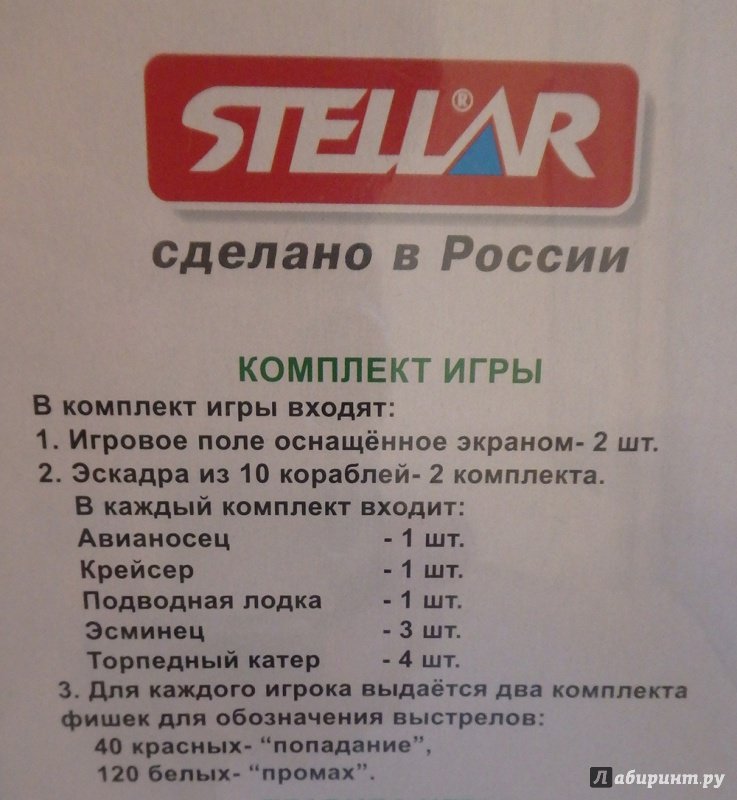 STELLAR®
сделано в России
КОМПЛЕКТ ИГРЫ
В комплект игры входят:
1. Игровое поле оснащённое экраном- 2 шт.
2. Эскадра из 10 кораблей- 2 комплекта.
В каждый комплект входит:
Авианосец - 1 шт.
Крейсер - 1 шт.
Подводная лодка - 1 шт.
Эсминец - 3 шт.
Торпедный катер - 4 шт.
3. Для каждого игрока выдаётся два комплекта
фишек для обозначения выстрелов:
40 красных- “попадание”,
120 белых- “промах”.
Лабиринт.ру